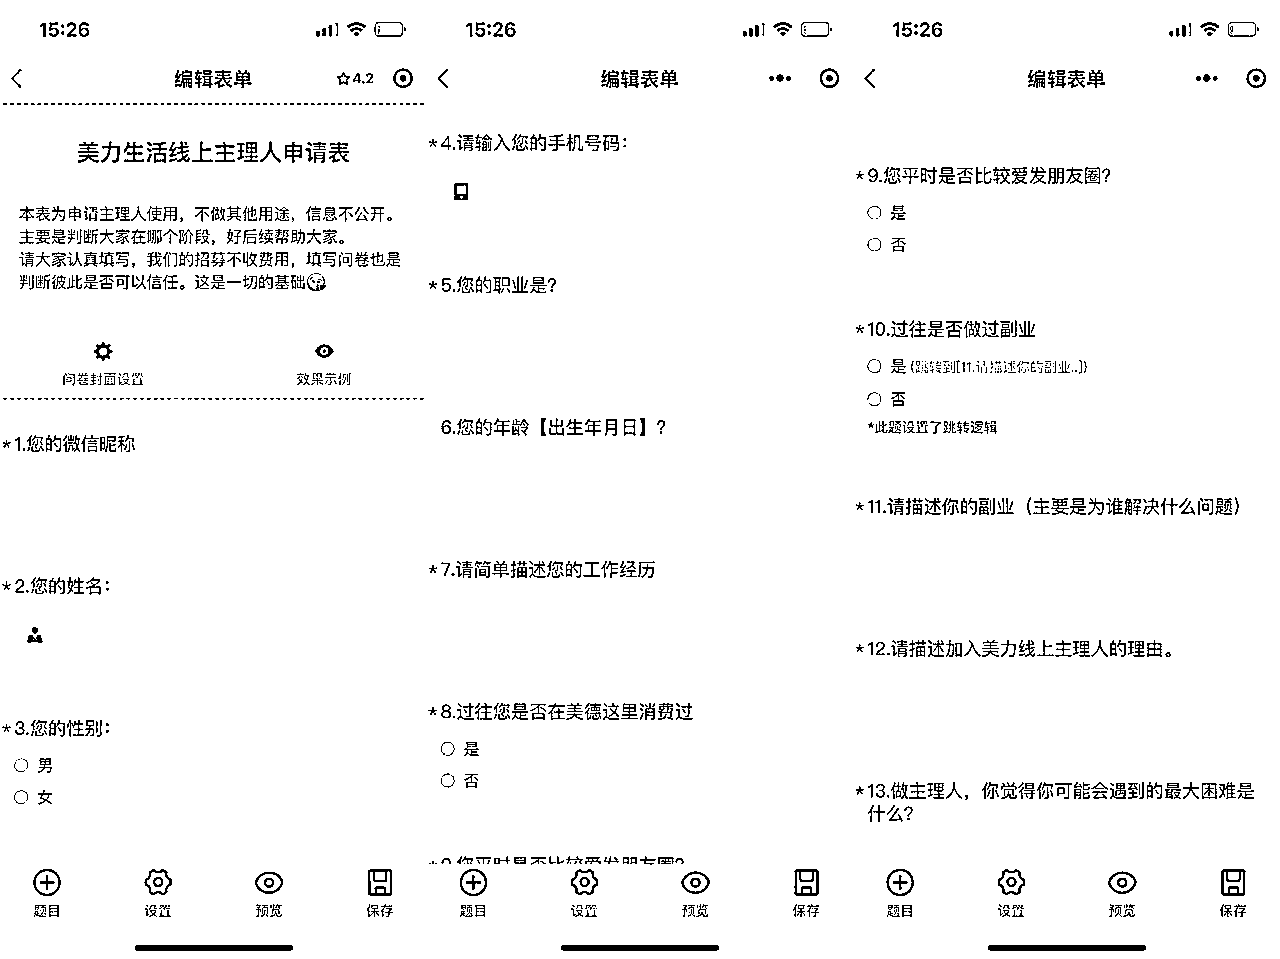 15:26
编辑表单
4.2
美力生活线上主理人申请表
本表为申请主理人使用，不做其他用途，信息不公开。
主要是判断大家在哪个阶段，好后续帮助大家。
请大家认真填写，我们的招募不收费用，填写问卷也是
判断彼此是否可以信任。这是一切的基础😘
问卷封面设置
效果示例
*1.您的微信昵称
*2.您的姓名：
*3.您的性别：
男
女
题目
设置
预览
保存
15:26
编辑表单
*4.请输入您的手机号码：
*5.您的职业是？
6.您的年龄【出生年月日】？
*7.请简单描述您的工作经历
*8.过往您是否在美德这里消费过
是
否
*9.您平时是否比较爱发朋友圈？
题目
设置
预览
保存
15:26
编辑表单
*9.您平时是否比较爱发朋友圈？
是
否
*10.过往是否做过副业
是 (跳转到[11.请描述你的副业..])
否
*此题设置了跳转逻辑
*11.请描述你的副业（主要是为谁解决什么问题）
*12.请描述加入美力线上主理人的理由。
*13.做主理人，你觉得你可能会遇到的最大困难是
什么？
题目
设置
预览
保存